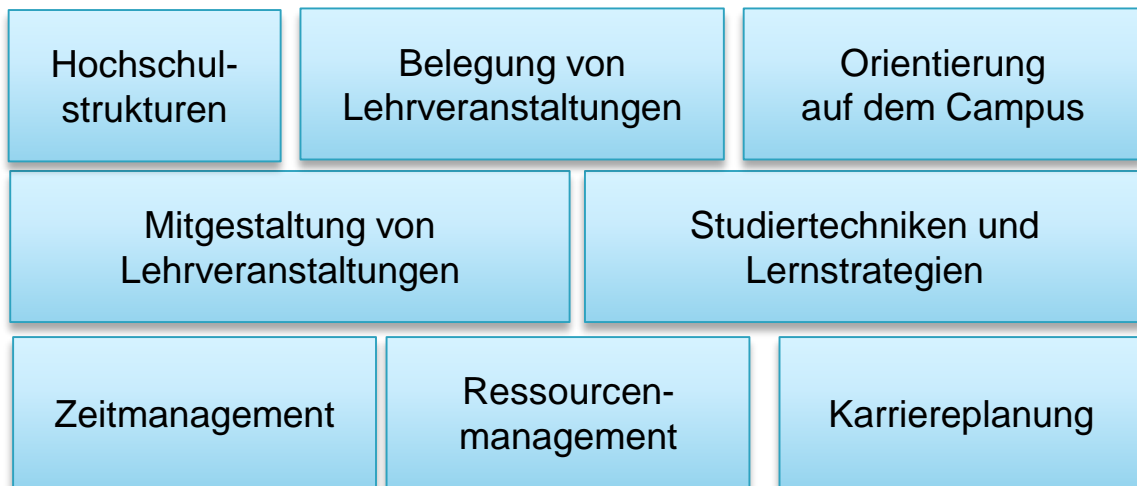 Hochschul-
strukturen
Belegung von
Lehrveranstaltungen
Orientierung
auf dem Campus
Mitgestaltung von
Lehrveranstaltungen
Studiertechniken und
Lernstrategien
Zeitmanagement
Ressourcen-
management
Karriereplanung